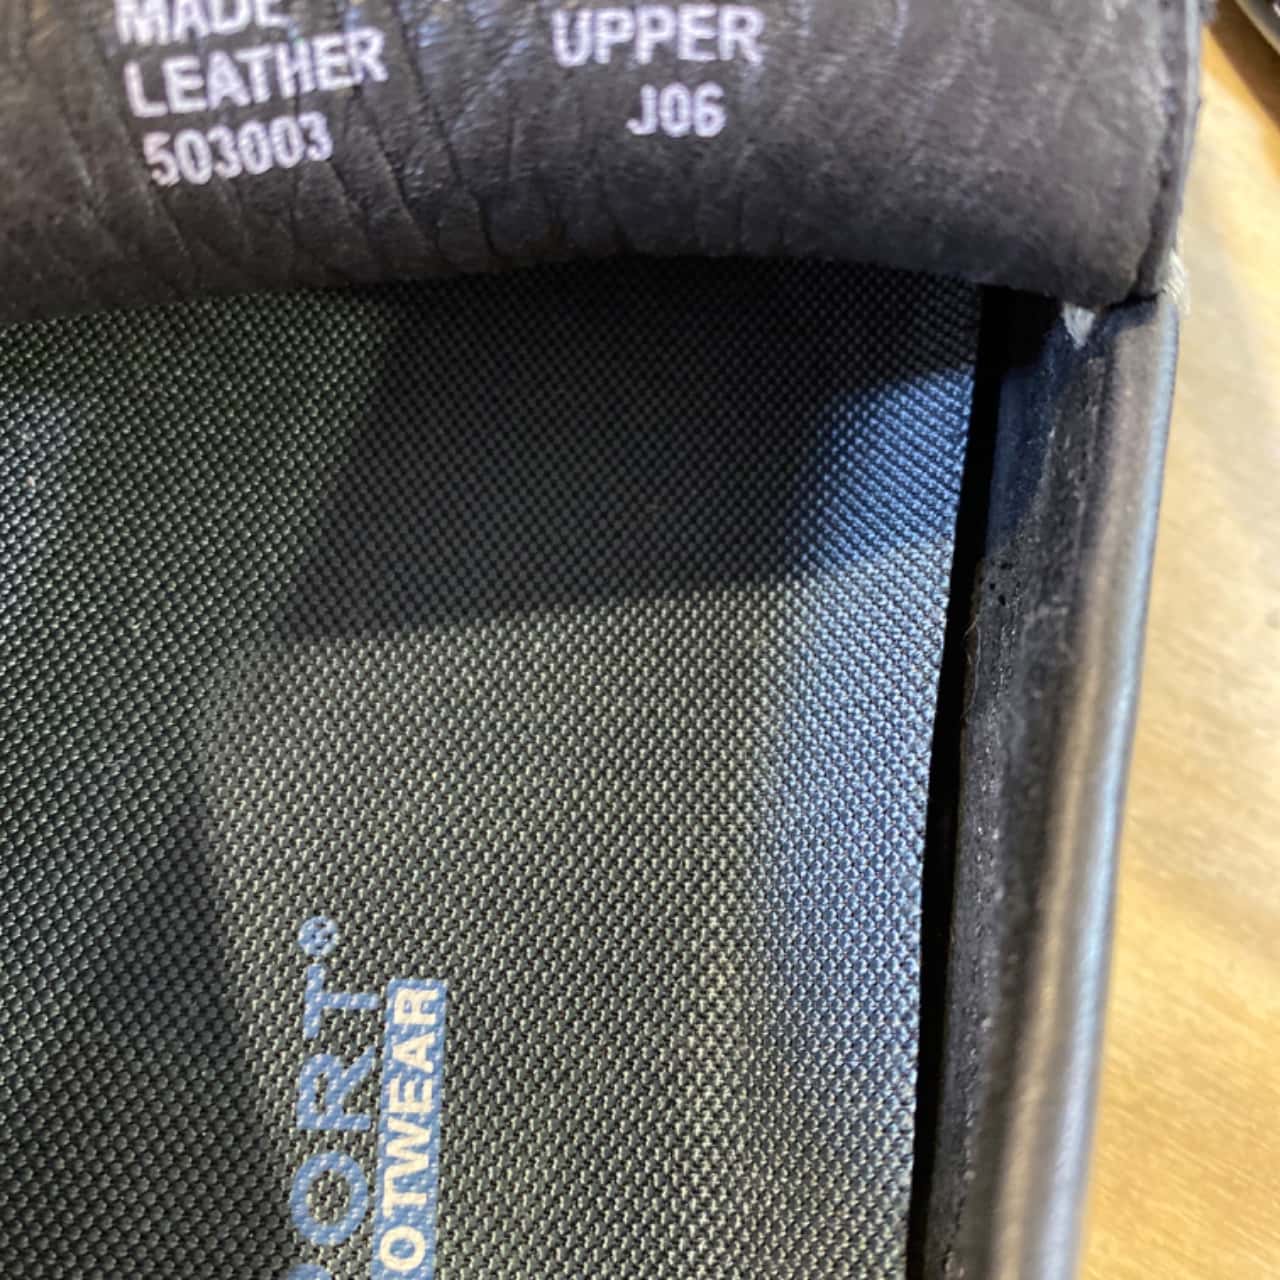 MADE
LEATHER
503003
UPPER
J06
ORT®
OTWEAR